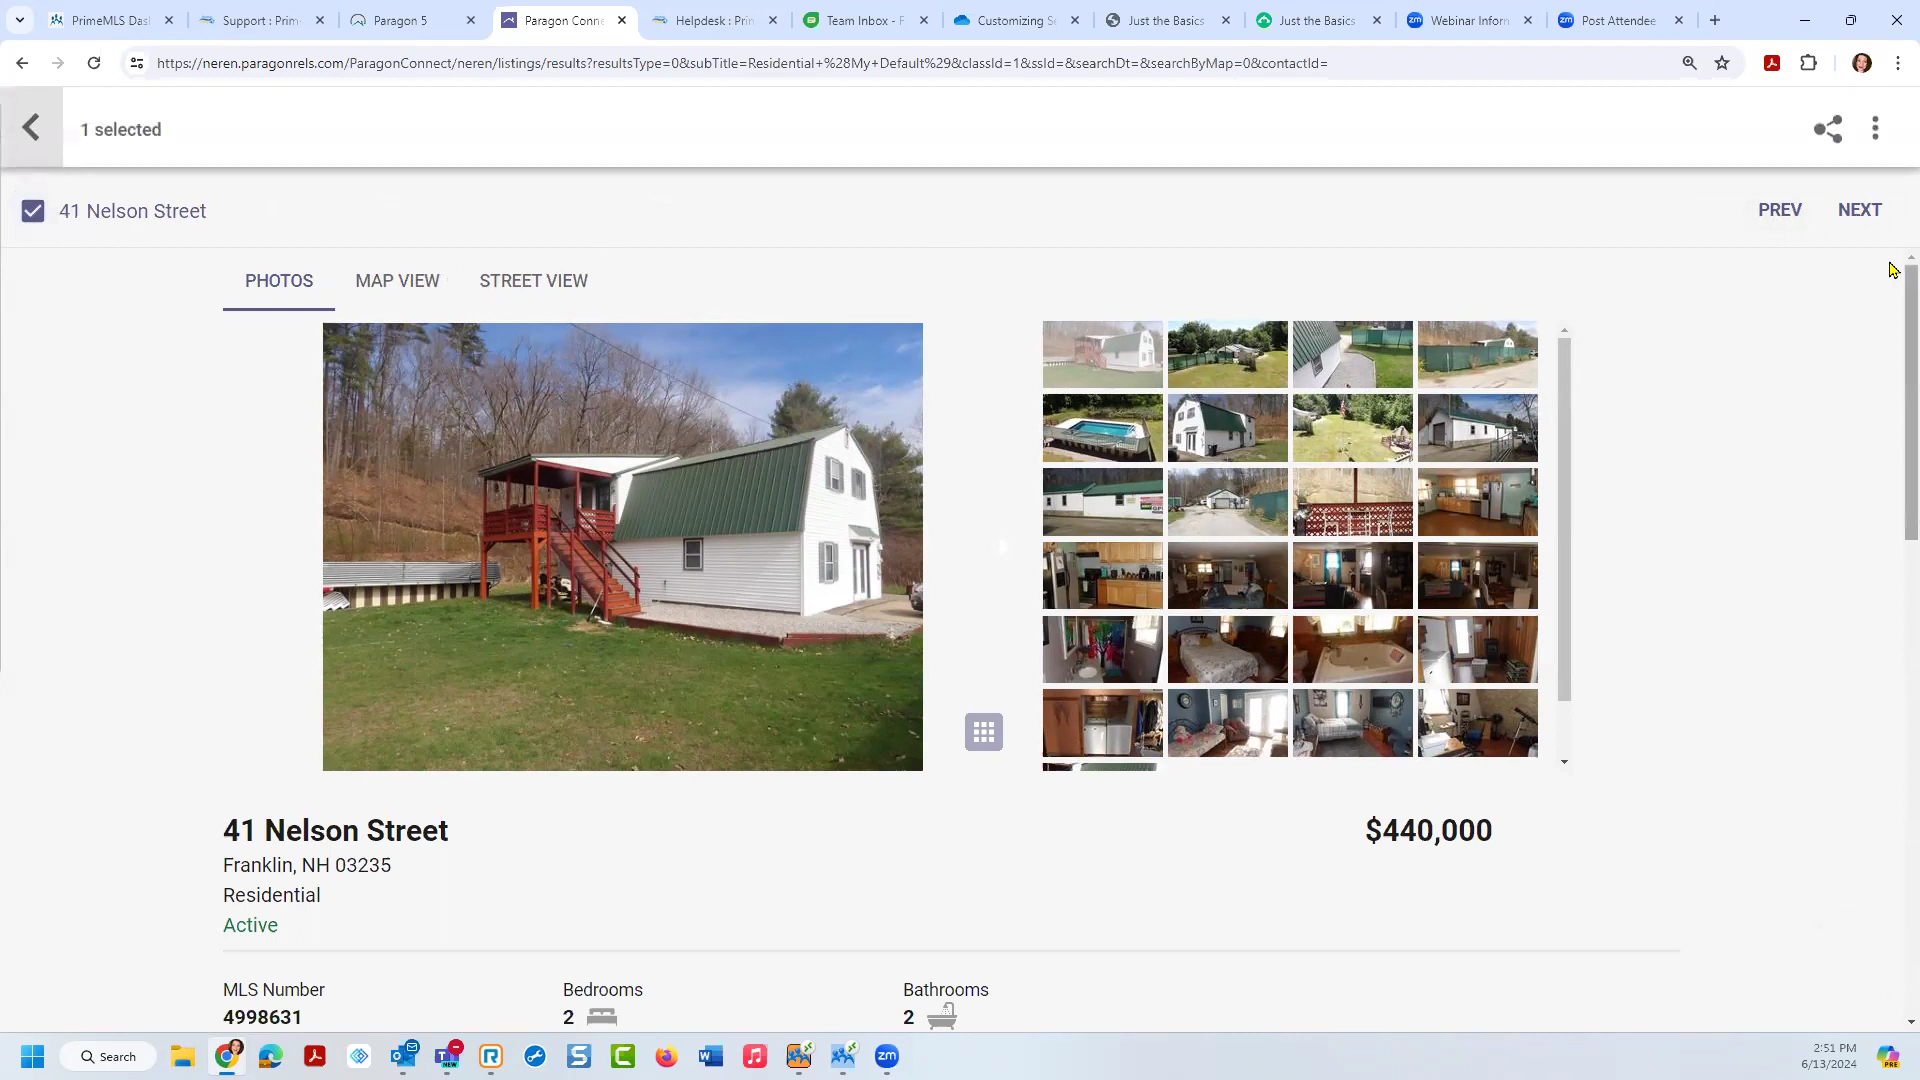 PrimeMLS Das
Support : Prim
Paragon 5
Paragon Conne
Helpdesk : Prin
Team Inbox - F
Customizing Se
Just the Basics
Just the Basics
Webinar Inforn
Post Attendee
https://neren.paragonrels.com/ParagonConnect/neren/listings/results?resultsType=0&subTitle=Residential+%28My+Default%29&classId=1&ssId=&searchDt=&searchByMap=0&contactId=
1 selected
41 Nelson Street
PREV
NEXT
PHOTOS
MAP VIEW
STREET VIEW
41 Nelson Street
$440,000
Franklin, NH 03235
Residential
Active
MLS Number
Bedrooms
Bathrooms
4998631
2
2
Search
2:51 PM
6/13/2024